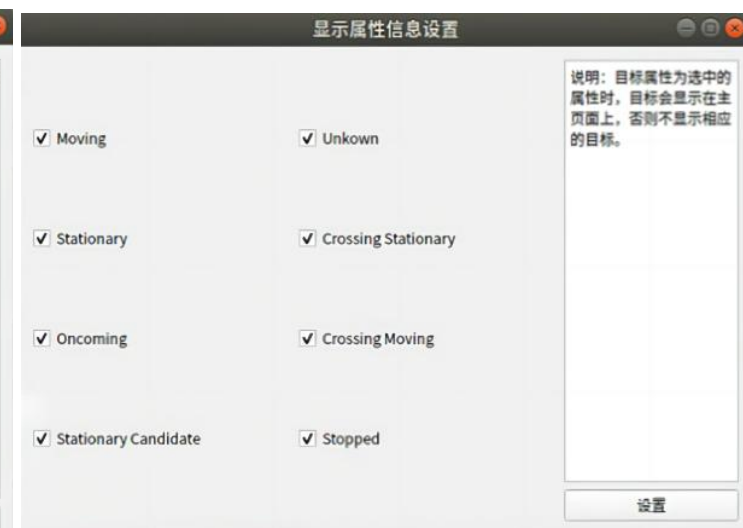 显示属性信息设置
Moving
Unkown
Stationary
Crossing Stationary
Oncoming
Crossing Moving
Stationary Candidate
Stopped
说明：目标属性为选中的
属性时，目标会显示在主
页面上，否则不显示相应
的目标。
设置